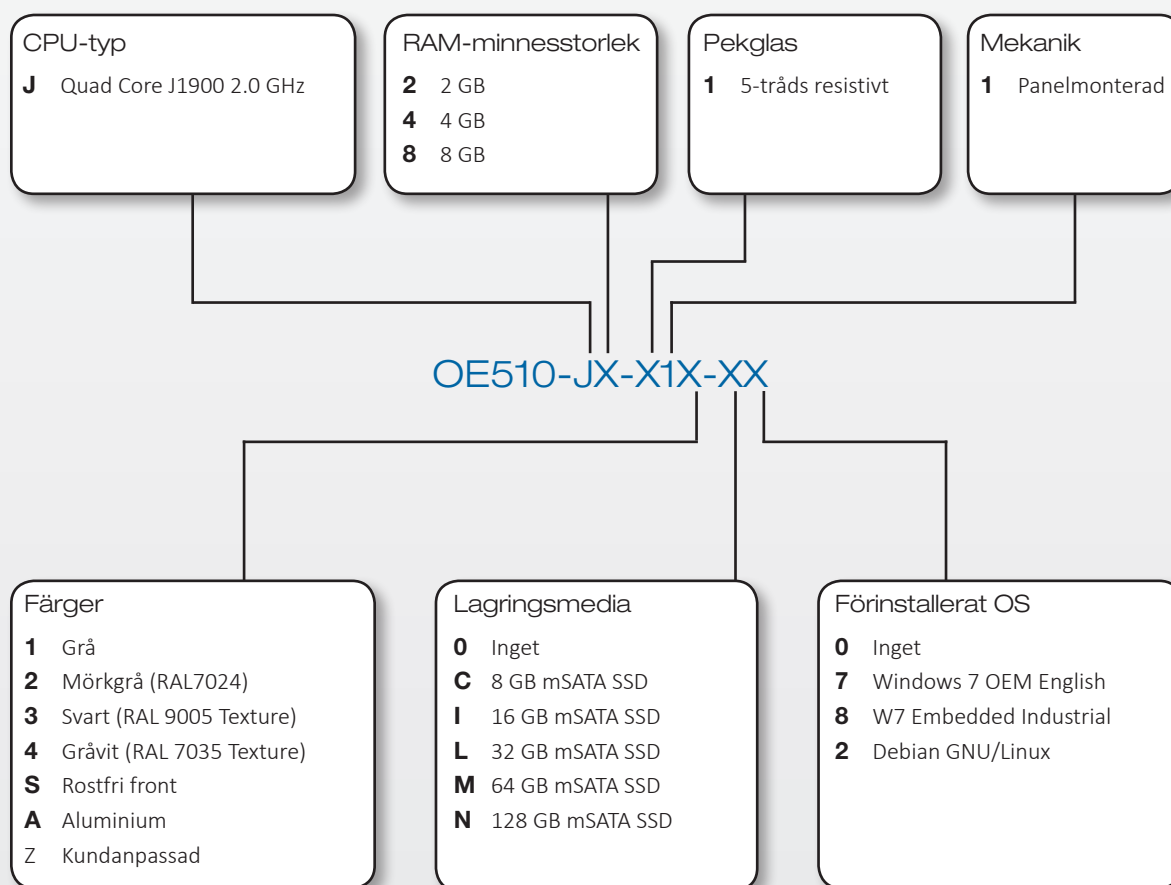 CPU-typ
J Quad Core J1900 2.0 GHz
RAM-minnesstorlek
2 2 GB
4 4 GB
8 8 GB
Pekglas
1 5-tråds resistivt
Mekanik
1 Panelmonterad
OE510-JX-X1X-XX
Färger
1 Grå
2 Mörkgrå (RAL7024)
3 Svart (RAL 9005 Texture)
4 Gråvit (RAL 7035 Texture)
S Rostfri front
A Aluminium
Z Kundanpassad
Lagringsmedia
0 Inget
C 8 GB mSATA SSD
I 16 GB mSATA SSD
L 32 GB mSATA SSD
M 64 GB mSATA SSD
N 128 GB mSATA SSD
Förinstallerat OS
0 Inget
7 Windows 7 OEM English
8 W7 Embedded Industrial
2 Debian GNU/Linux